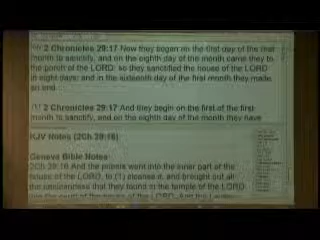 2 Chronicles 29:17 Now they began on the first day of the first
month to sanctify, and on the eighth day of the month came they to
the porch of the LORD: so they sanctified the house of the LORD
in eight days; and in the sixteenth day of the first month they made
an end.
2 Chronicles 29:17 And they begin on the first of the first
month to sanctify, and on the eighth day of the month they have
KJV Notes (2Ch 29:16)
Geneva Bible Notes
2Ch 29:16 And the priests went into the inner part of the
house of the LORD, to (1) cleanse it, and brought out all
the uncleanness that they found in the temple of the LORD